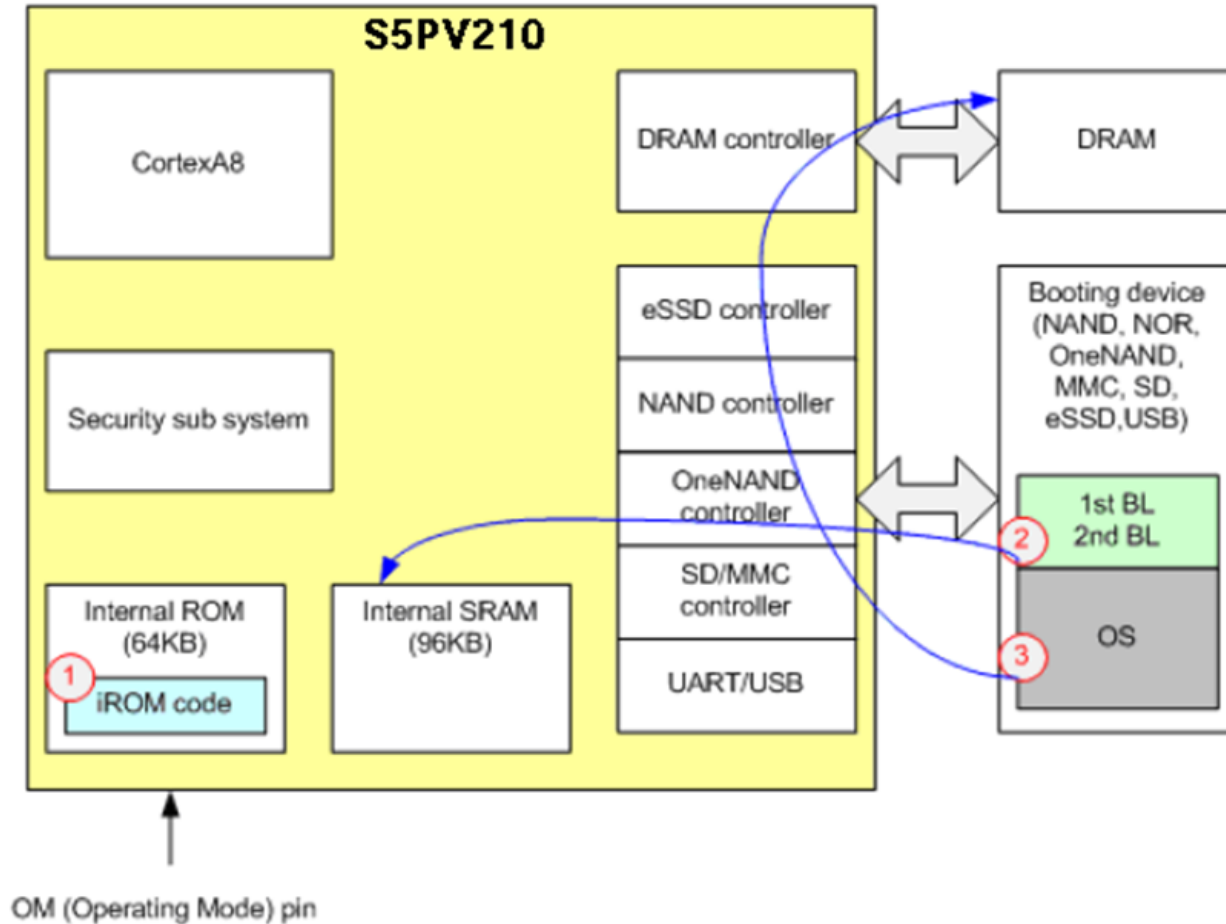 S5PV210
CortexA8
DRAM controller
DRAM
eSSD controller
NAND controller
OneNAND
controller
SD/MMC
controller
UART/USB
Booting device
(NAND, NOR,
OneNAND,
MMC, SD,
eSSD,USB)
1st BL
2nd BL
2
OS
3
Security sub system
Internal ROM
(64KB)
1
iROM code
Internal SRAM
(96KB)
OM (Operating Mode) pin